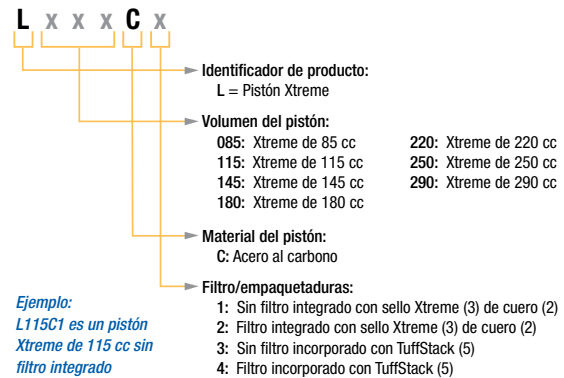 L x x x C x
Identificador de producto:
L = Pistón Xtreme
Volumen del pistón:
085: Xtreme de 85 cc 220: Xtreme de 220 cc
115: Xtreme de 115 cc 250: Xtreme de 250 cc
145: Xtreme de 145 cc 290: Xtreme de 290 cc
180: Xtreme de 180 cc
Material del pistón:
C: Acero al carbono
Filtro/empaquetaduras:
1: Sin filtro integrado con sello Xtreme (3) de cuero (2)
2: Filtro integrado con sello Xtreme (3) de cuero (2)
3: Sin filtro incorporado con TuffStack (5)
4: Filtro incorporado con TuffStack (5)
Ejemplo:
L115C1 es un pistón
Xtreme de 115 cc sin
filtro integrado